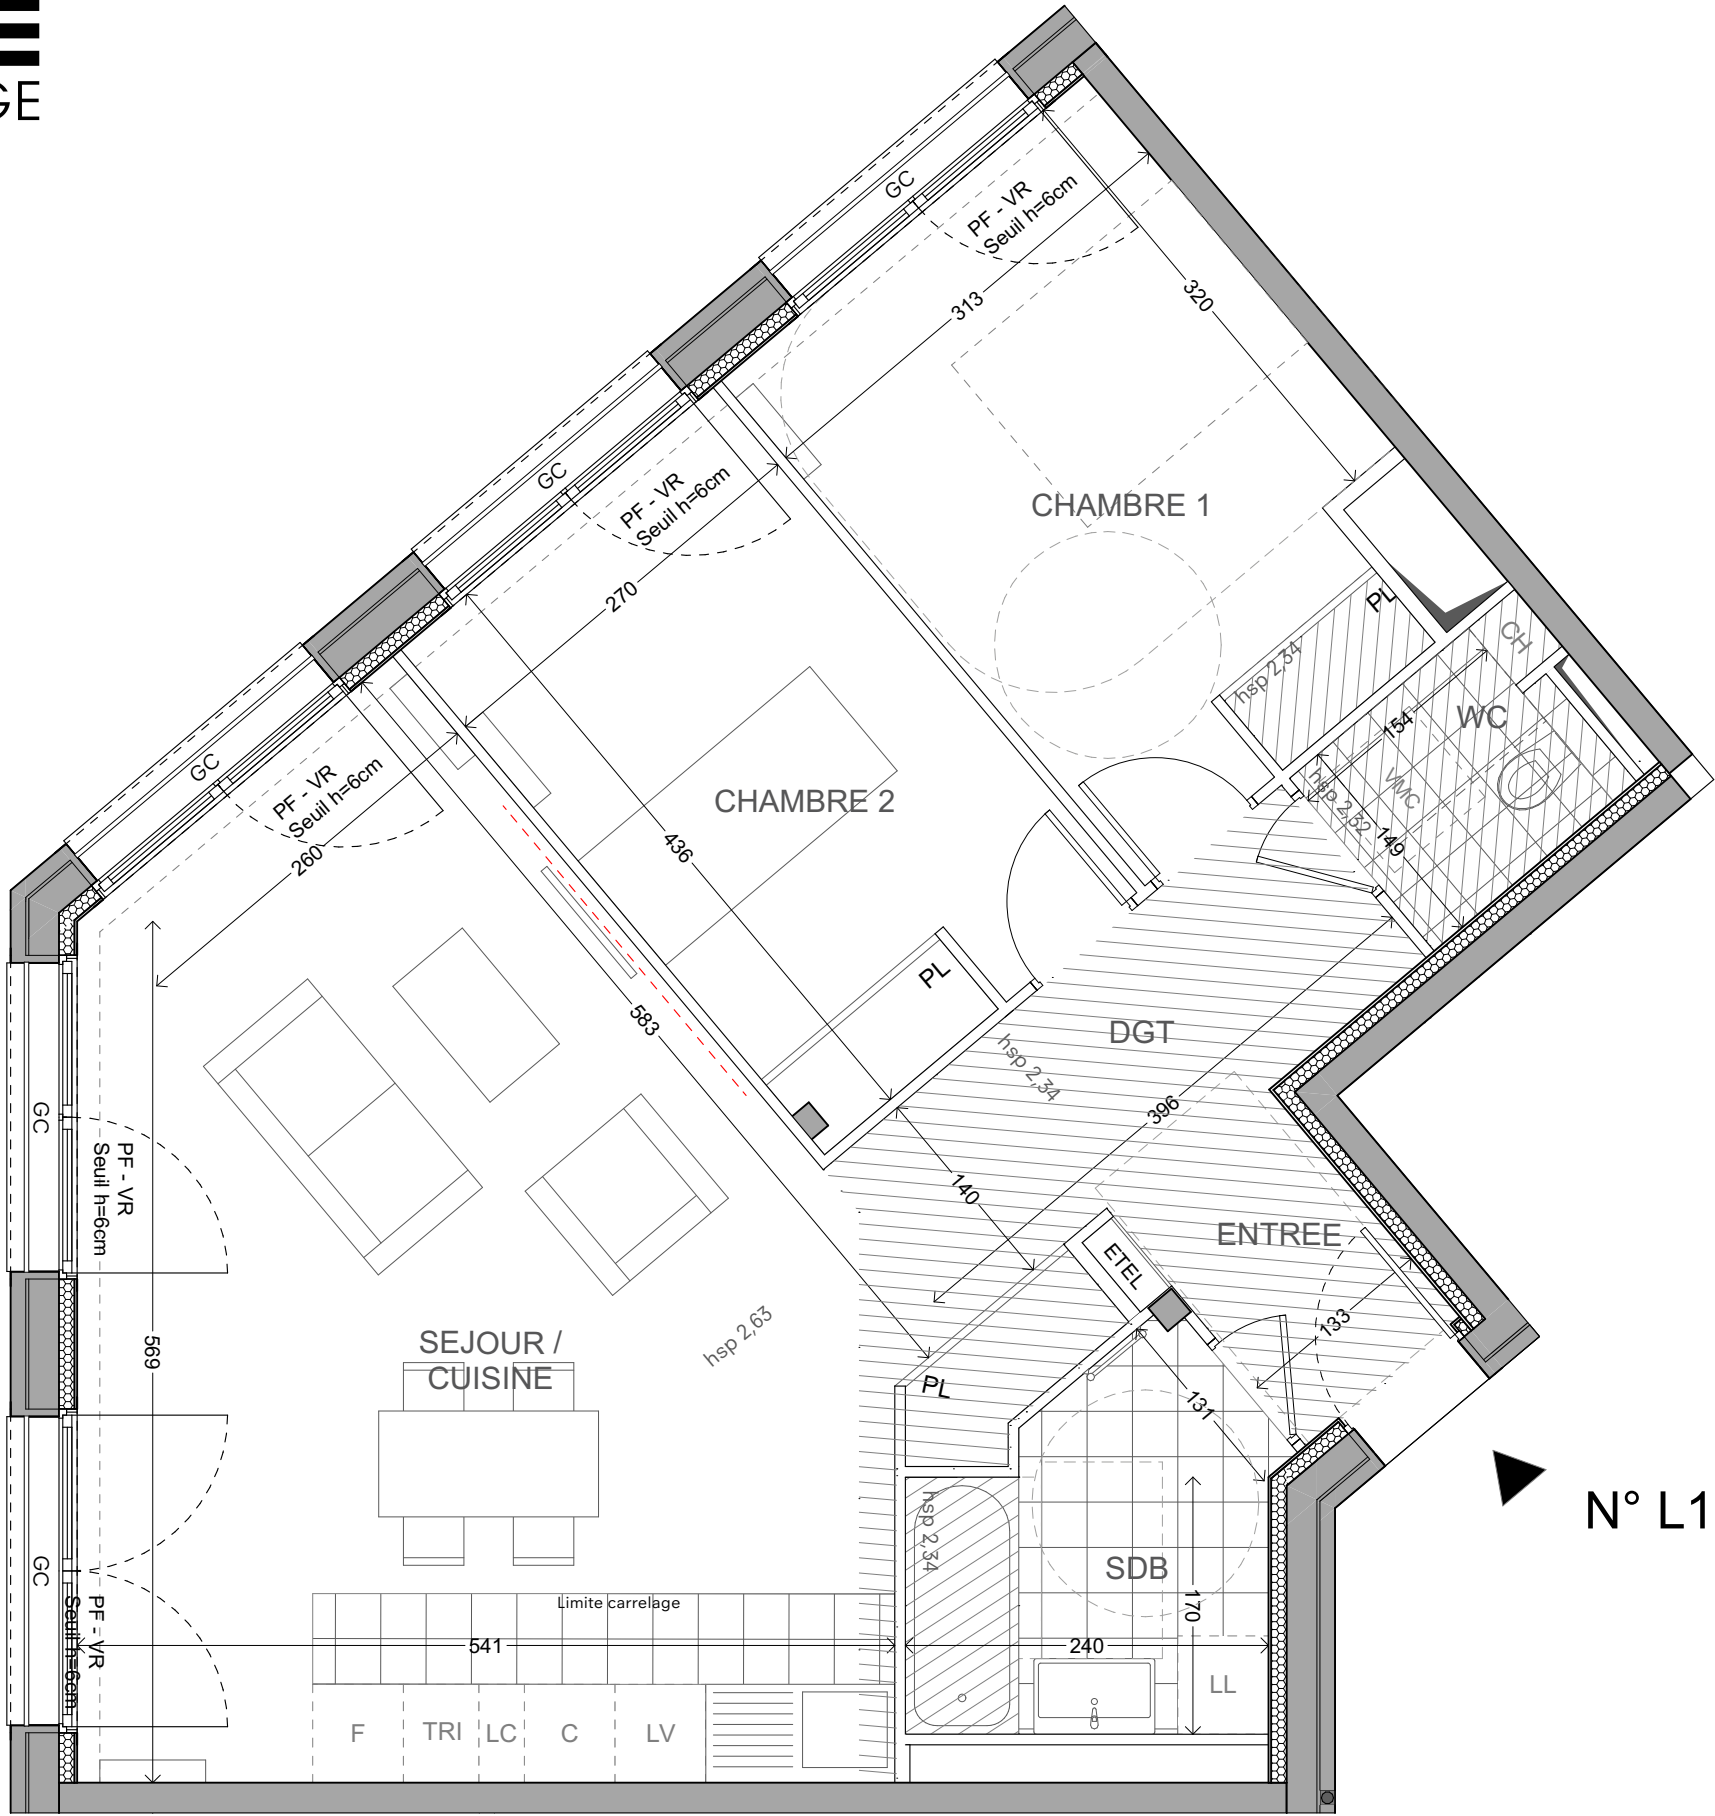 GE
GC
PF - VR
Seuil h=6cm
313
320
GC
PF - VR
Seuil h=6cm
CHAMBRE 1
270
PL
hsp 2,34
CH
WC
154
VMC
hsp 2,32
149
GC
PF - VR
Seuil h=6cm
260
CHAMBRE 2
436
PL
583
DGT
hsp 2,34
396
140
ENTREE
ETEL
133
GC
PF - VR
Seuil h=6cm
569
SEJOUR /
CUISINE
hsp 2,63
PL
131
N° L1
hsp 2,34
SDB
170
GC
PF - VR
Seuil h=6cm
Limite carrelage
541
240
LL
F
TRI
LC
C
LV